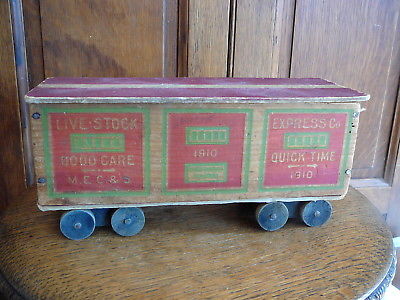 LIVE·STOCK
GOOD CARE
M.E.C & S
1910
EXPRESS Co
QUICK TIME
1910